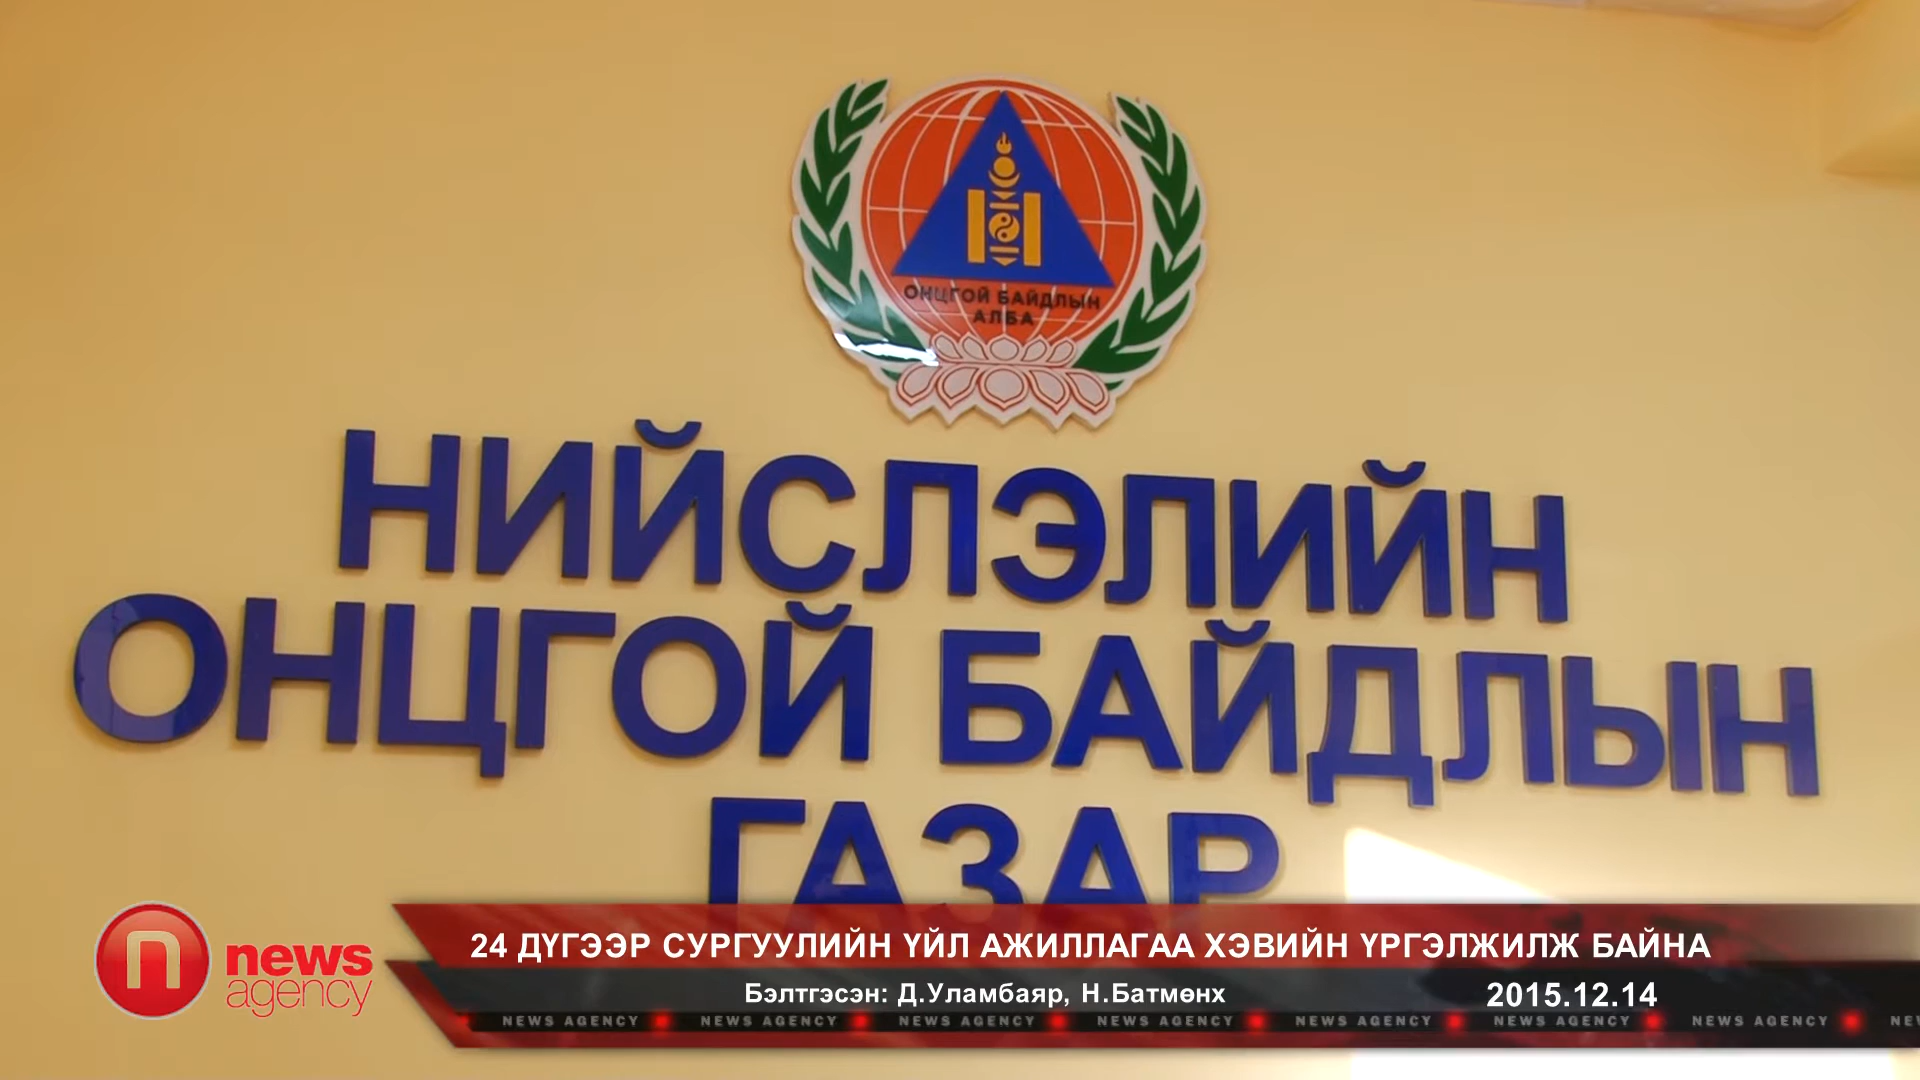 ОНЦГОЙ БАЙДЛЫН
АЛБА
НИЙСЛЭЛИЙН
ОНЦГОЙ БАЙДЛЫН
ГАЗАР
n news
agency
24 ДҮГЭЭР СУРГУУЛИЙН ҮЙЛ АЖИЛЛАГАА ХЭВИЙН ҮРГЭЛЖИЛЖ БАЙНА
Бэлтгэсэн: Д.Уламбаяр, Н.Батмөнх 2015.12.14
NEWS AGENCY NEWS AGENCY NEWS AGENCY NEWS AGENCY NEWS AGENCY NEWS AGENCY NEWS AGENCY NE